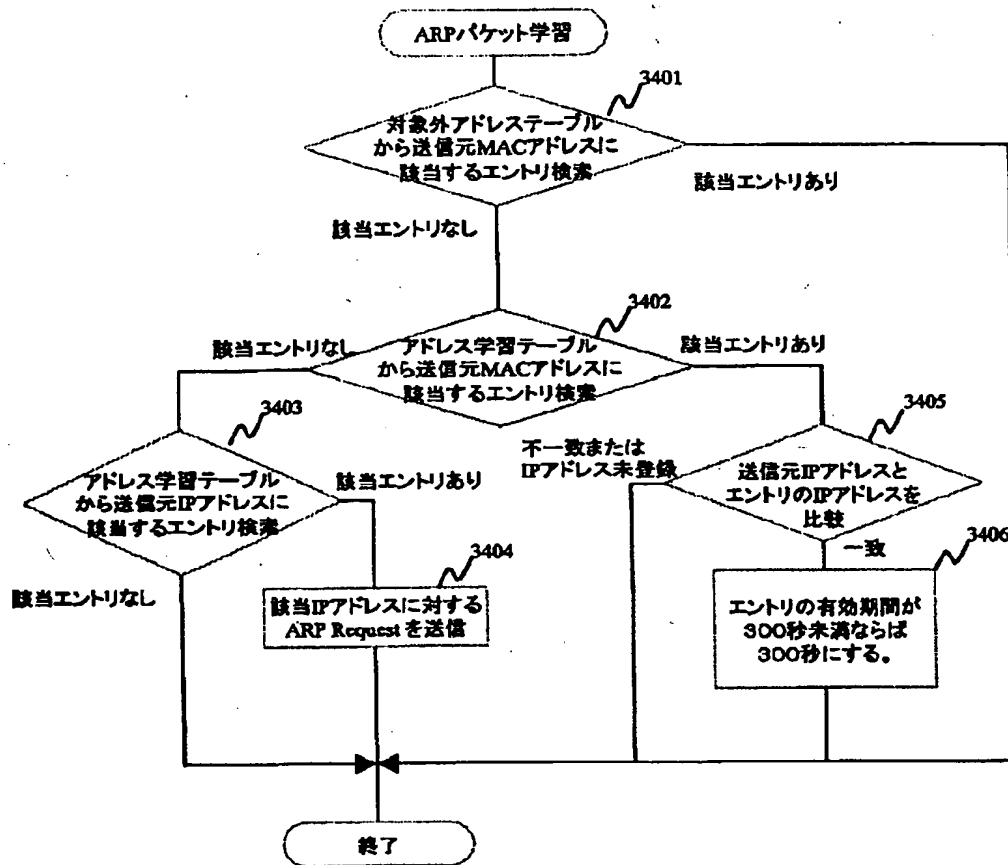 ARPパケット学習
3401
対象外アドレステーブル
から送信元MACアドレスに
該当するエントリ検索
該当エントリあり
該当エントリなし
3402
該当エントリなし
アドレス学習テーブル
から送信元MACアドレスに
該当するエントリ検索
該当エントリあり
3403
アドレス学習テーブル
から送信元IPアドレスに
該当するエントリ検索
該当エントリあり
該当エントリなし
3404
該当IPアドレスに対する
ARP Requestを送信
3405
不一致または
IPアドレス未登録
送信元IPアドレスと
エントリのIPアドレスを
比較
一致
3406
エントリの有効期間が
300秒未満ならば
300秒にする。
終了